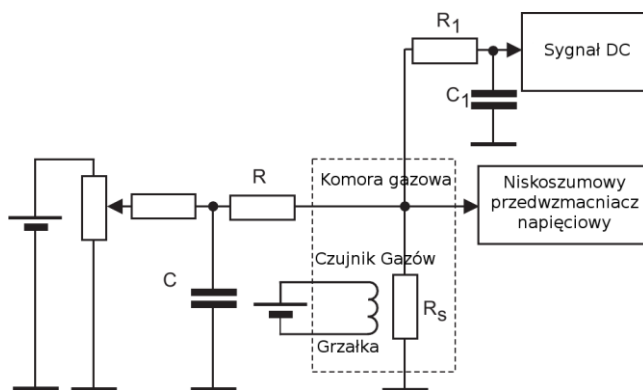 R₁
Sygnał DC
C₁
R
Komora gazowa
Niskoszumowy
przedwzmacniacz
napięciowy
Czujnik Gazów
C
Rₛ
Grzałka